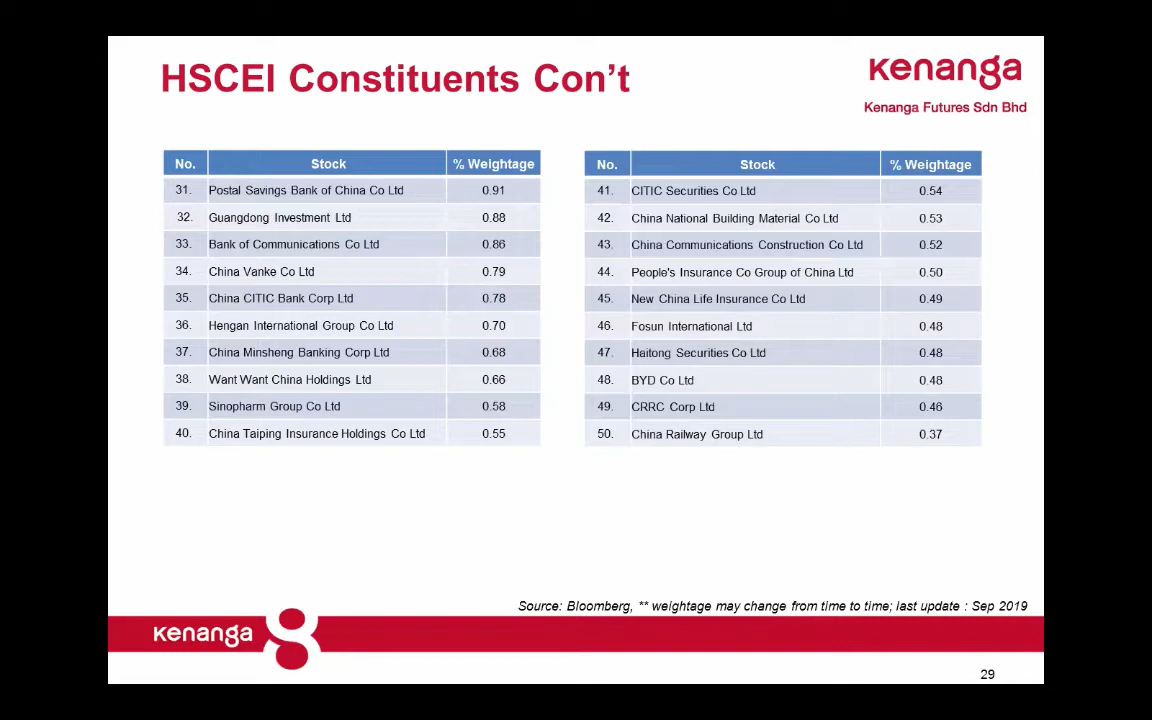 HSCEI Constituents Con't
Kenanga
Kenanga Futures Sdn Bhd
No. Stock % Weightage
31. Postal Savings Bank of China Co Ltd 0.91
32. Guangdong Investment Ltd 0.88
33. Bank of Communications Co Ltd 0.86
34. China Vanke Co Ltd 0.79
35. China CITIC Bank Corp Ltd 0.78
36. Hengan International Group Co Ltd 0.70
37. China Minsheng Banking Corp Ltd 0.68
38. Want Want China Holdings Ltd 0.66
39. Sinopharm Group Co Ltd 0.58
40. China Taiping Insurance Holdings Co Ltd 0.55
No. Stock % Weightage
41. CITIC Securities Co Ltd 0.54
42. China National Building Material Co Ltd 0.53
43. China Communications Construction Co Ltd 0.52
44. People's Insurance Co Group of China Ltd 0.50
45. New China Life Insurance Co Ltd 0.49
46. Fosun International Ltd 0.48
47. Haitong Securities Co Ltd 0.48
48. BYD Co Ltd 0.48
49. CRRC Corp Ltd 0.46
50. China Railway Group Ltd 0.37
Source: Bloomberg, ** weightage may change from time to time; last update : Sep 2019
Kenanga
29